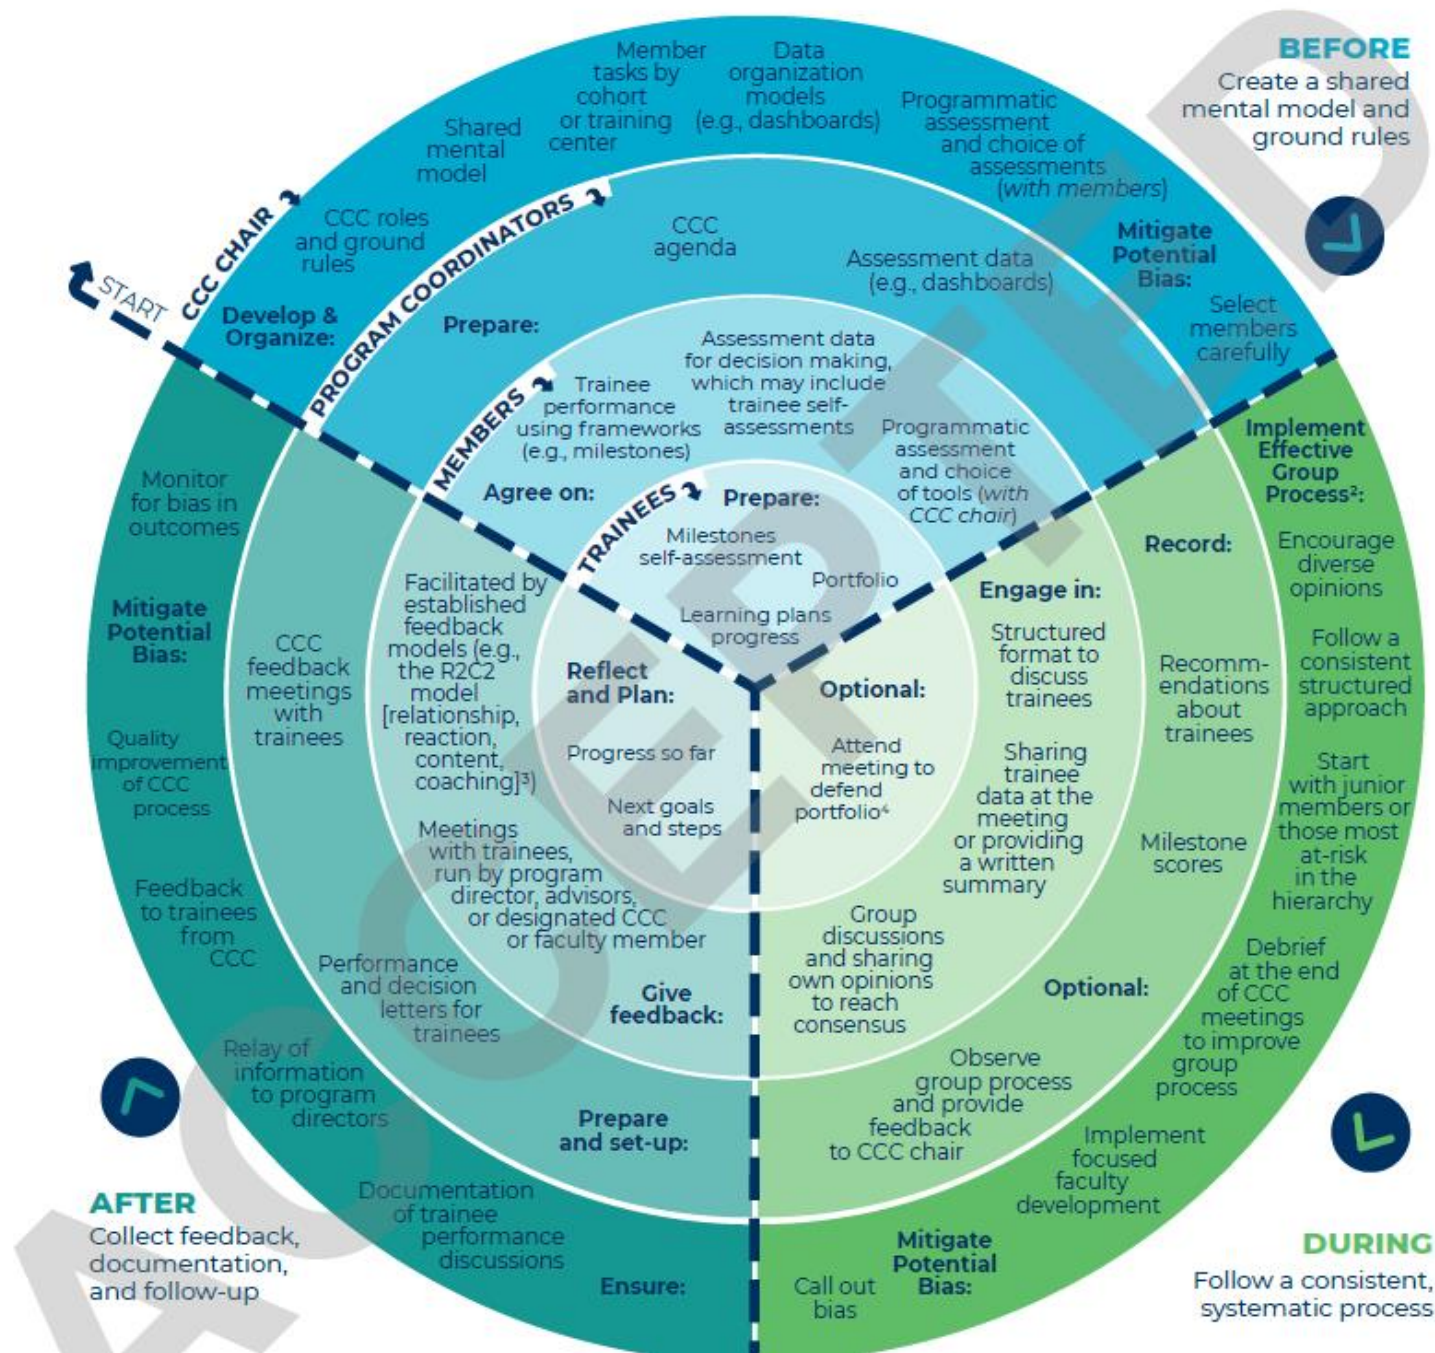 BEFORE
Create a shared
mental model and
ground rules
START
CCC CHAIR
Develop &
Organize:
CCC roles
and ground
rules
Shared
mental
model
Member
tasks by
cohort
or training
center
Data
organization
models
(e.g., dashboards)
Programmatic
assessment
and choice of
assessments
(with members)
Mitigate
Potential
Bias:
Select
members
carefully
PROGRAM COORDINATORS
Prepare:
CCC
agenda
Assessment data
(e.g., dashboards)
MEMBERS
Agree on:
Trainee
performance
using frameworks
(e.g., milestones)
Assessment data
for decision making,
which may include
trainee self-
assessments
Programmatic
assessment
and choice
of tools (with
CCC chair)
TRAINEES
Prepare:
Milestones
self-assessment
Portfolio
Learning plans
progress
Implement
Effective
Group
Process²:
Encourage
diverse
opinions
Follow a
consistent
structured
approach
Start
with junior
members or
those most
at-risk
in the
hierarchy
Debrief
at the end
of CCC
meetings
to improve
group
process
Implement
focused
faculty
development
Mitigate
Potential
Bias:
Call out
bias
Record:
Recomm-
endations
about
trainees
Milestone
scores
Optional:
Observe
group process
and provide
feedback
to CCC chair
Engage in:
Structured
format to
discuss
trainees
Sharing
trainee
data at the
meeting
or providing
a written
summary
Group
discussions
and sharing
own opinions
to reach
consensus
Optional:
Attend
meeting to
defend
portfolio⁴
DURING
Follow a consistent,
systematic process
Ensure:
Documentation
of trainee
performance
discussions
Relay of
information
to program
directors
Feedback
to trainees
from
CCC
Quality
improvement
of CCC
process
Mitigate
Potential
Bias:
Monitor
for bias in
outcomes
Prepare
and set-up:
Performance
and decision
letters for
trainees
CCC
feedback
meetings
with
trainees
Give
feedback:
Meetings
with trainees,
run by program
director, advisors,
or designated CCC
or faculty member
Facilitated by
established
feedback
models (e.g.,
the R2C2
model
[relationship,
reaction,
content,
coaching]³)
Reflect
and Plan:
Progress so far
Next goals
and steps
AFTER
Collect feedback,
documentation,
and follow-up
ACCEPTED